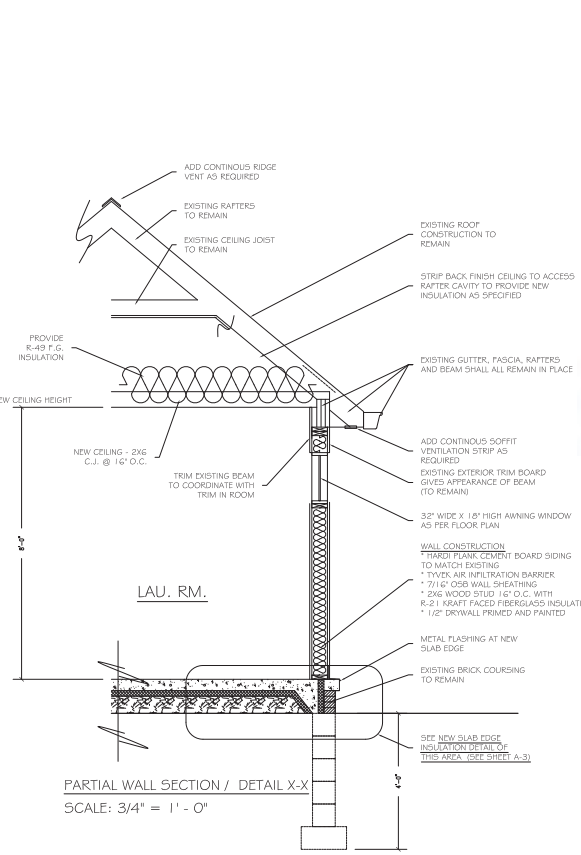 ADD CONTINOUS RIDGE
VENT AS REQUIRED
EXISTING RAFTERS
TO REMAIN
EXISTING CEILING JOIST
TO REMAIN
EXISTING ROOF
CONSTRUCTION TO
REMAIN
STRIP BACK FINISH CEILING TO ACCESS
RAFTER CAVITY TO PROVIDE NEW
INSULATION AS SPECIFIED
PROVIDE
R-49 F.G.
INSULATION
EXISTING GUTTER, FASCIA, RAFTERS
AND BEAM SHALL ALL REMAIN IN PLACE
EW CEILING HEIGHT
NEW CEILING - 2X6
C.J. @ 16" O.C.
TRIM EXISTING BEAM
TO COORDINATE WITH
TRIM IN ROOM
ADD CONTINOUS SOFFIT
VENTILATION STRIP AS
REQUIRED
EXISTING EXTERIOR TRIM BOARD
GIVES APPEARANCE OF BEAM
(TO REMAIN)
32" WIDE X 18" HIGH AWNING WINDOW
AS PER FLOOR PLAN
WALL CONSTRUCTION
* HARDI PLANK CEMENT BOARD SIDING
TO MATCH EXISTING
* TYVEK AIR INFILTRATION BARRIER
* 7/16" OSB WALL SHEATHING
* 2X6 WOOD STUD 16" O.C. WITH
R-21 KRAFT FACED FIBERGLASS INSULATI
* 1/2" DRYWALL PRIMED AND PAINTED
8'-0"
LAU. RM.
METAL FLASHING AT NEW
SLAB EDGE
EXISTING BRICK COURSING
TO REMAIN
SEE NEW SLAB EDGE
INSULATION DETAIL OF
THIS AREA (SEE SHEET A-3)
4'-0"
PARTIAL WALL SECTION / DETAIL X-X
SCALE: 3/4" = 1' - 0"